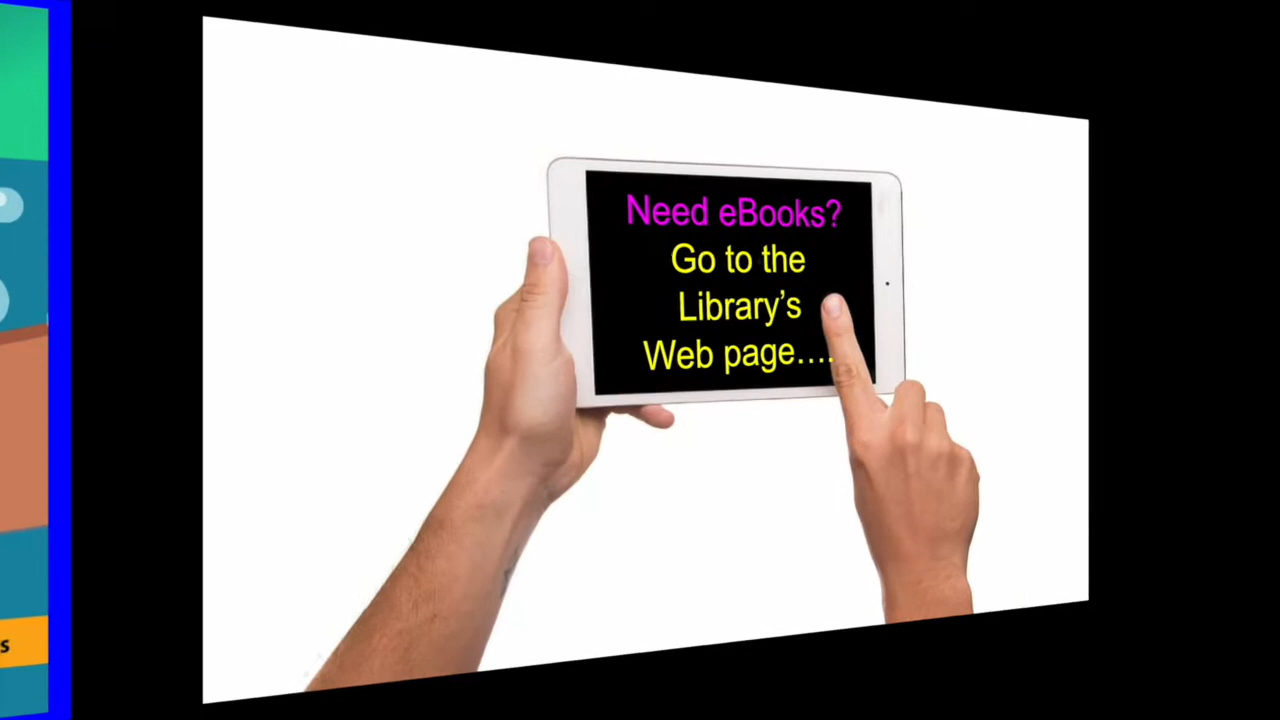 Need eBooks?
Go to the
Library’s
Web page....